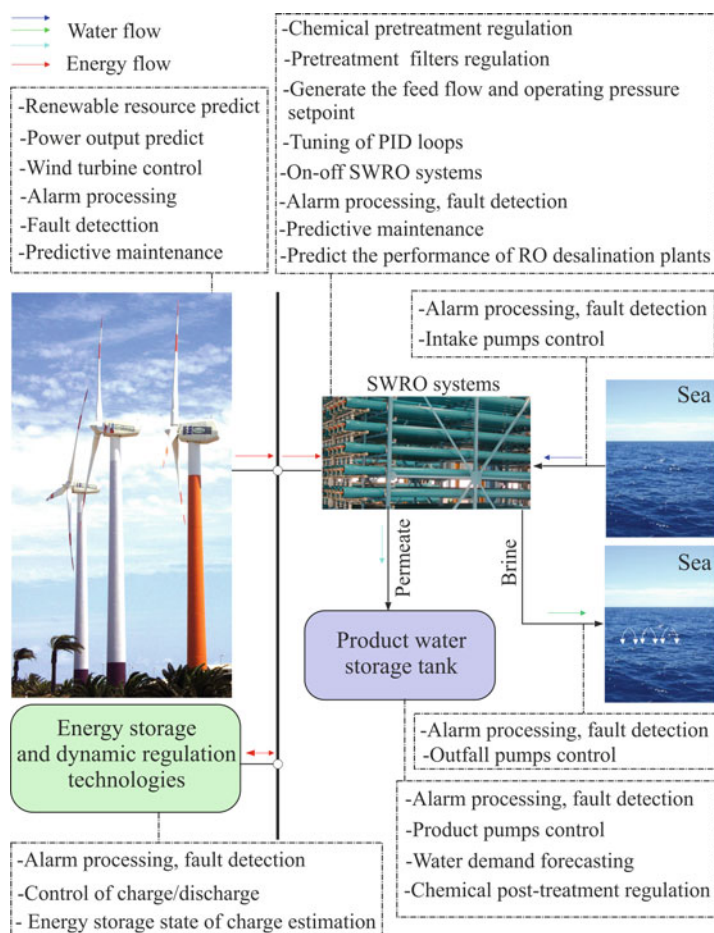 Water flow
Energy flow
-Renewable resource predict
-Power output predict
-Wind turbine control
-Alarm processing
-Fault detecttion
-Predictive maintenance
-Chemical pretreatment regulation
-Pretreatment filters regulation
-Generate the feed flow and operating pressure
setpoint
-Tuning of PID loops
-On-off SWRO systems
-Alarm processing, fault detection
-Predictive maintenance
-Predict the performance of RO desalination plants
-Alarm processing, fault detection
-Intake pumps control
SWRO systems
Sea
Permeate
Brine
Sea
Product water
storage tank
Energy storage
and dynamic regulation
technologies
-Alarm processing, fault detection
-Outfall pumps control
-Alarm processing, fault detection
-Product pumps control
-Water demand forecasting
-Chemical post-treatment regulation
-Alarm processing, fault detection
-Control of charge/discharge
- Energy storage state of charge estimation